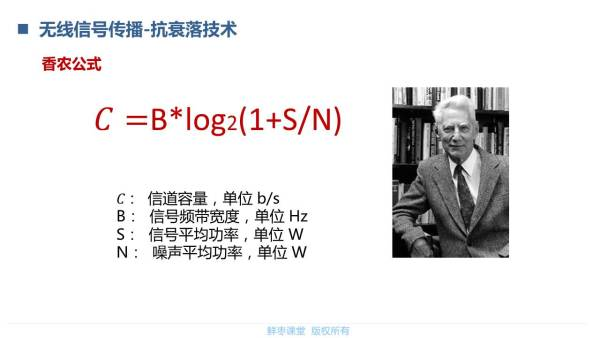 ■ 无线信号传播-抗衰落技术
香农公式
C =B*log2(1+S/N)
C： 信道容量，单位 b/s
B： 信号频带宽度，单位 Hz
S： 信号平均功率，单位 W
N： 噪声平均功率，单位 W
鲜枣课堂 版权所有